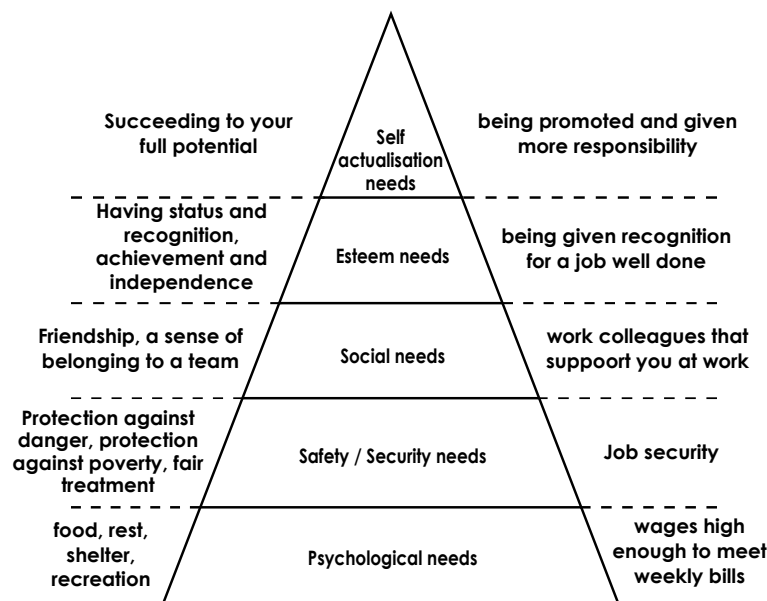 Succeeding to your
full potential
Self
actualisation
needs
being promoted and given
more responsibility
Having status and
recognition,
achievement and
independence
Esteem needs
being given recognition
for a job well done
Friendship, a sense of
belonging to a team
Social needs
work colleagues that
suppoort you at work
Protection against
danger, protection
against poverty, fair
treatment
Safety / Security needs
Job security
food, rest,
shelter,
recreation
Psychological needs
wages high
enough to meet
weekly bills